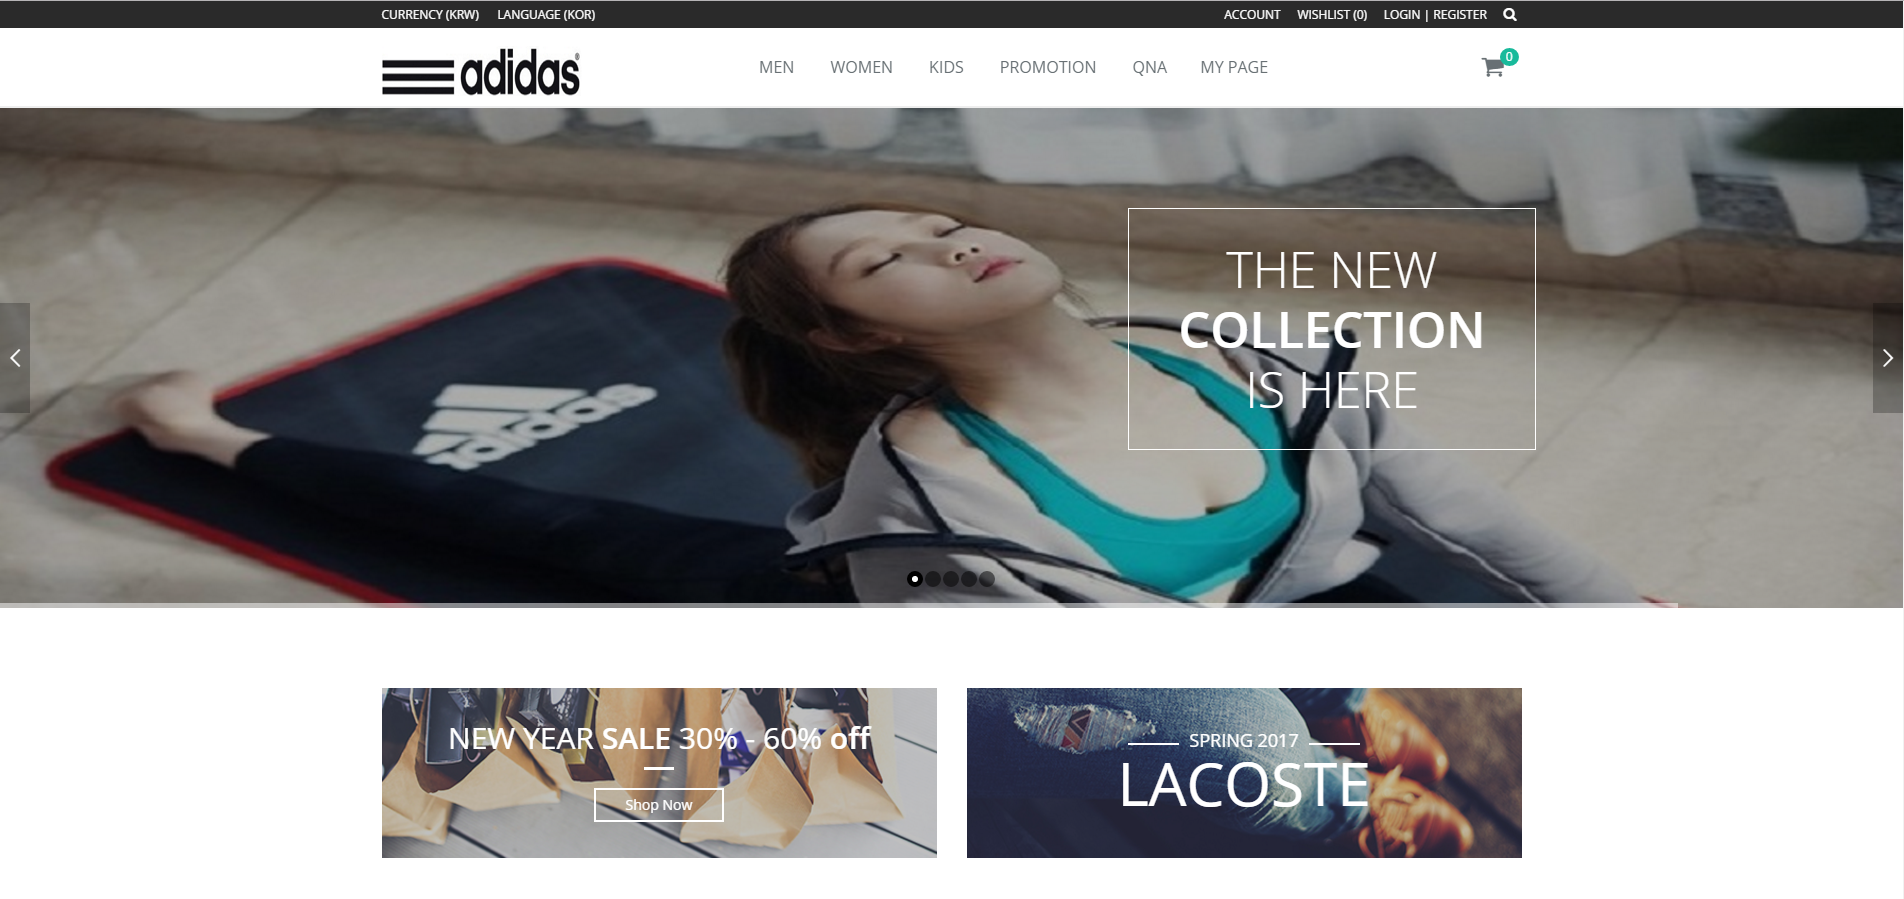 CURRENCY (KRW) LANGUAGE (KOR) ACCOUNT WISHLIST (0) LOGIN | REGISTER
adidas®
MEN WOMEN KIDS PROMOTION QNA MY PAGE 0
THE NEW
COLLECTION
IS HERE
adidas
NEW YEAR SALE 30% - 60% off
Shop Now
SPRING 2017
LACOSTE